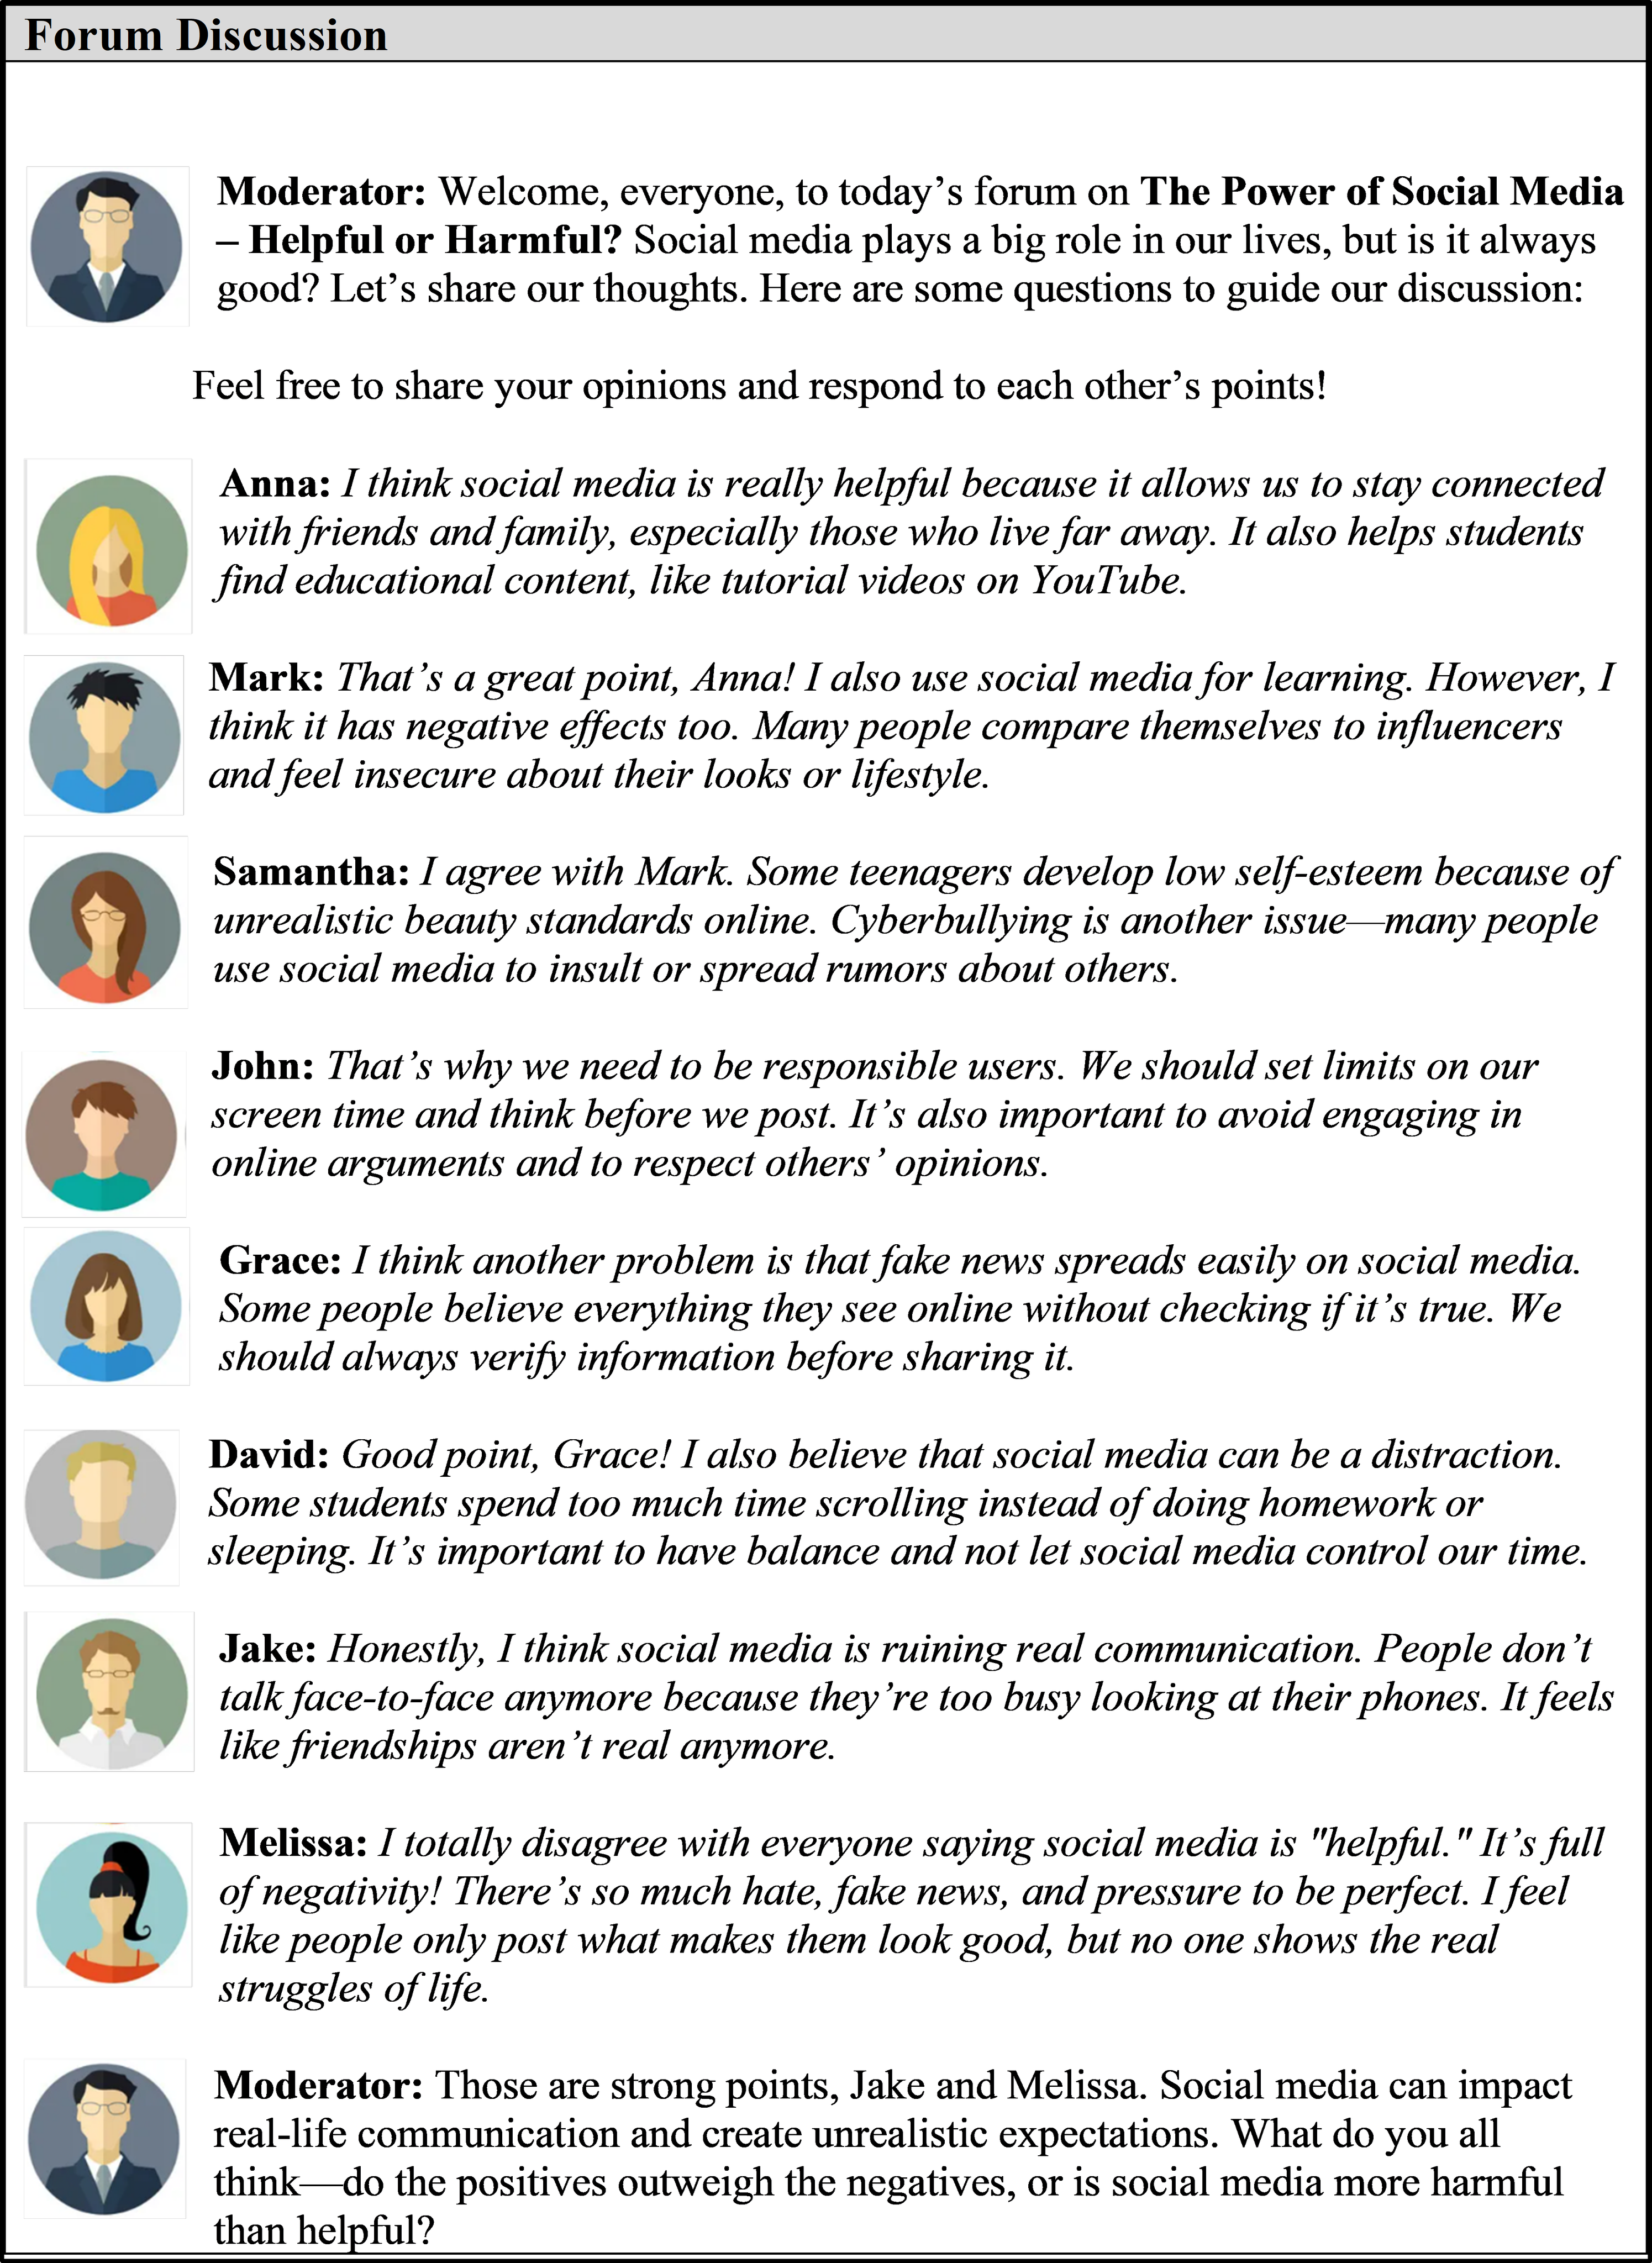 Forum Discussion
Moderator: Welcome, everyone, to today’s forum on The Power of Social Media
– Helpful or Harmful? Social media plays a big role in our lives, but is it always
good? Let’s share our thoughts. Here are some questions to guide our discussion:
Feel free to share your opinions and respond to each other’s points!
Anna: I think social media is really helpful because it allows us to stay connected
with friends and family, especially those who live far away. It also helps students
find educational content, like tutorial videos on YouTube.
Mark: That’s a great point, Anna! I also use social media for learning. However, I
think it has negative effects too. Many people compare themselves to influencers
and feel insecure about their looks or lifestyle.
Samantha: I agree with Mark. Some teenagers develop low self-esteem because of
unrealistic beauty standards online. Cyberbullying is another issue—many people
use social media to insult or spread rumors about others.
John: That’s why we need to be responsible users. We should set limits on our
screen time and think before we post. It’s also important to avoid engaging in
online arguments and to respect others’ opinions.
Grace: I think another problem is that fake news spreads easily on social media.
Some people believe everything they see online without checking if it’s true. We
should always verify information before sharing it.
David: Good point, Grace! I also believe that social media can be a distraction.
Some students spend too much time scrolling instead of doing homework or
sleeping. It’s important to have balance and not let social media control our time.
Jake: Honestly, I think social media is ruining real communication. People don’t
talk face-to-face anymore because they’re too busy looking at their phones. It feels
like friendships aren’t real anymore.
Melissa: I totally disagree with everyone saying social media is "helpful." It’s full
of negativity! There’s so much hate, fake news, and pressure to be perfect. I feel
like people only post what makes them look good, but no one shows the real
struggles of life.
Moderator: Those are strong points, Jake and Melissa. Social media can impact
real-life communication and create unrealistic expectations. What do you all
think—do the positives outweigh the negatives, or is social media more harmful
than helpful?